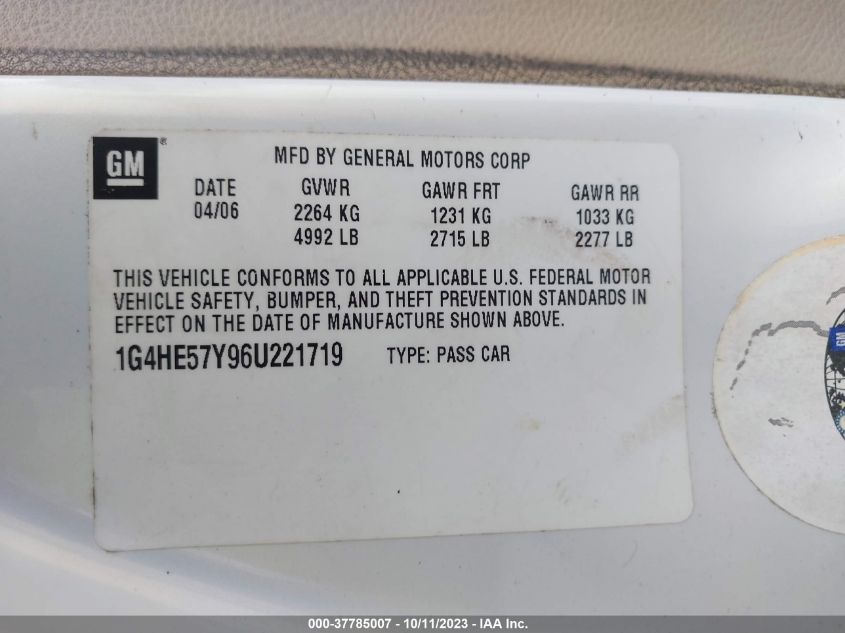 GM ®
MFD BY GENERAL MOTORS CORP
DATE GVWR GAWR FRT GAWR RR
04/06 2264 KG 1231 KG 1033 KG
4992 LB 2715 LB 2277 LB
THIS VEHICLE CONFORMS TO ALL APPLICABLE U.S. FEDERAL MOTOR
VEHICLE SAFETY, BUMPER, AND THEFT PREVENTION STANDARDS IN
EFFECT ON THE DATE OF MANUFACTURE SHOWN ABOVE.
1G4HE57Y96U221719 TYPE: PASS CAR
GM
000-37785007 - 10/11/2023 - IAA Inc.